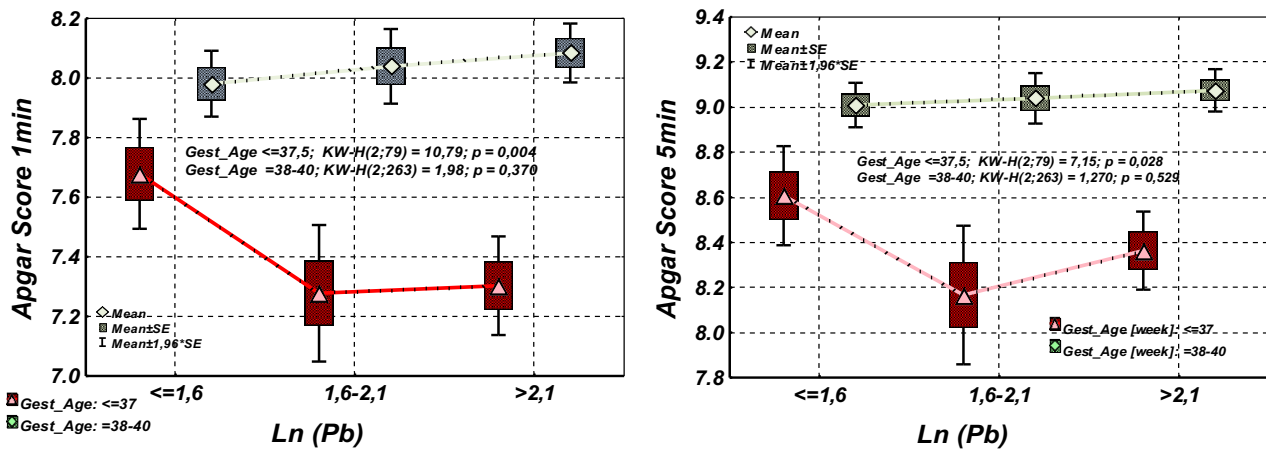 Apgar Score 1min
8.2
8.0
7.8
7.6
7.4
7.2
7.0
Gest_Age <=37,5; KW-H(2;79) = 10,79; p = 0,004
Gest_Age =38-40; KW-H(2;263) = 1,98; p = 0,370
Mean
Mean±SE
Mean±1,96*SE
<=1,6 1,6-2,1 >2,1
Gest_Age: <=37
Gest_Age: =38-40
Ln (Pb)
Apgar Score 5min
9.4
9.2
9.0
8.8
8.6
8.4
8.2
8.0
7.8
Mean
Mean±SE
Mean±1,96*SE
Gest_Age <=37,5; KW-H(2;79) = 7,15; p = 0,028
Gest_Age =38-40; KW-H(2;263) = 1,270; p = 0,529
Gest_Age [week]: <=37
Gest_Age [week]: =38-40
<=1,6 1,6-2,1 >2,1
Ln (Pb)